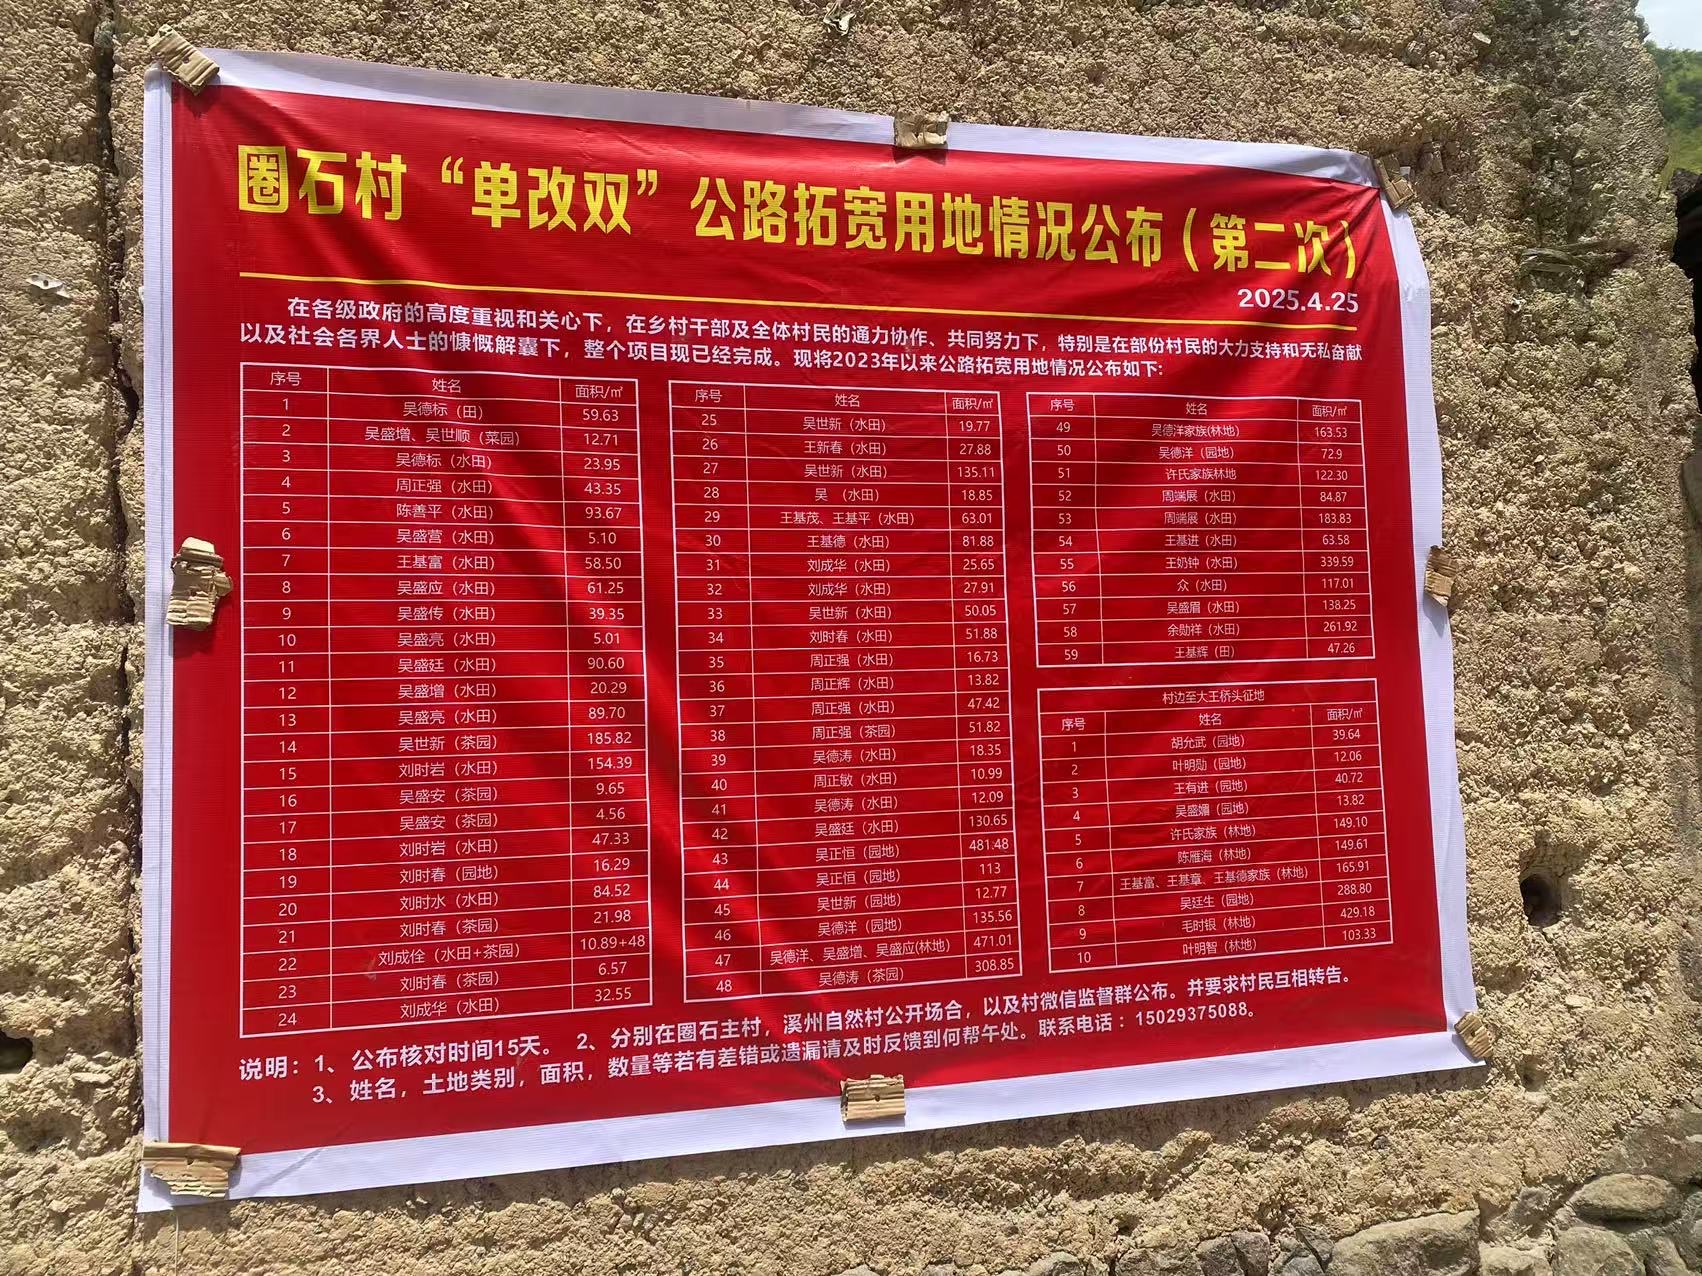 圈石村“单改双”公路拓宽用地情况公布（第二次）
2025.4.25
在各级政府的高度重视和关心下，在乡村干部及全体村民的通力协作、共同努力下，特别是在部份村民的大力支持和无私奋献
以及社会各界人士的慷慨解囊下，整个项目现已经完成。现将2023年以来公路拓宽用地情况公布如下:
序号 姓名 面积/㎡
1 吴德标（田） 59.63
2 吴盛增、吴世顺（菜园） 12.71
3 吴德标（水田） 23.95
4 周正强（水田） 43.35
5 陈善平（水田） 93.67
6 吴盛营（水田） 5.10
7 王基富（水田） 58.50
8 吴盛应（水田） 61.25
9 吴盛传（水田） 39.35
10 吴盛亮（水田） 5.01
11 吴盛廷（水田） 90.60
12 吴盛增（水田） 20.29
13 吴盛亮（水田） 89.70
14 吴世新（茶园） 185.82
15 刘时岩（水田） 154.39
16 吴盛安（茶园） 9.65
17 吴盛安（茶园） 4.56
18 刘时岩（水田） 47.33
19 刘时春（园地） 16.29
20 刘时水（水田） 84.52
21 刘时春（茶园） 21.98
22 刘成佺（水田+茶园） 10.89+48
23 刘时春（茶园） 6.57
24 刘成华（水田） 32.55
序号 姓名 面积/㎡
25 吴世新（水田） 19.77
26 王新春（水田） 27.88
27 吴世新（水田） 135.11
28 吴 （水田） 18.85
29 王基茂、王基平（水田） 63.01
30 王基德（水田） 81.88
31 刘成华（水田） 25.65
32 刘成华（水田） 27.91
33 吴世新（水田） 50.05
34 刘时春（水田） 51.88
35 周正强（水田） 16.73
36 周正辉（水田） 13.82
37 周正强（水田） 47.42
38 周正强（茶园） 51.82
39 吴德涛（水田） 18.35
40 周正敏（水田） 10.99
41 吴德涛（水田） 12.09
42 吴盛廷（水田） 130.65
43 吴正恒（园地） 481.48
44 吴正恒（园地） 113
45 吴世新（园地） 12.77
46 吴德洋（园地） 135.56
47 吴德洋、吴盛增、吴盛应(林地) 471.01
48 吴德涛（茶园） 308.85
序号 姓名 面积/㎡
49 吴德洋家族(林地) 163.53
50 吴德洋（园地） 72.9
51 许氏家族林地 122.30
52 周端展（水田） 84.87
53 周端展（水田） 183.83
54 王基进（水田） 63.58
55 王奶钟（水田） 339.59
56 众（水田） 117.01
57 吴盛眉（水田） 138.25
58 余勋祥（水田） 261.92
59 王基辉（田） 47.26
村边至大王桥头征地
序号 姓名 面积/㎡
1 胡允武（园地） 39.64
2 叶明勋（园地） 12.06
3 王有进（园地） 40.72
4 吴盛媚（园地） 13.82
5 许氏家族（林地） 149.10
6 陈雁海（林地） 149.61
7 王基富、王基章、王基德家族（林地） 165.91
8 吴廷生（园地） 288.80
9 毛时银（林地） 429.18
10 叶明智（林地） 103.33
说明：1、公布核对时间15天。 2、分别在圈石主村，溪州自然村公开场合，以及村微信监督群公布。并要求村民互相转告。
3、姓名，土地类别，面积，数量等若有差错或遗漏请及时反馈到何帮午处。联系电话：15029375088。